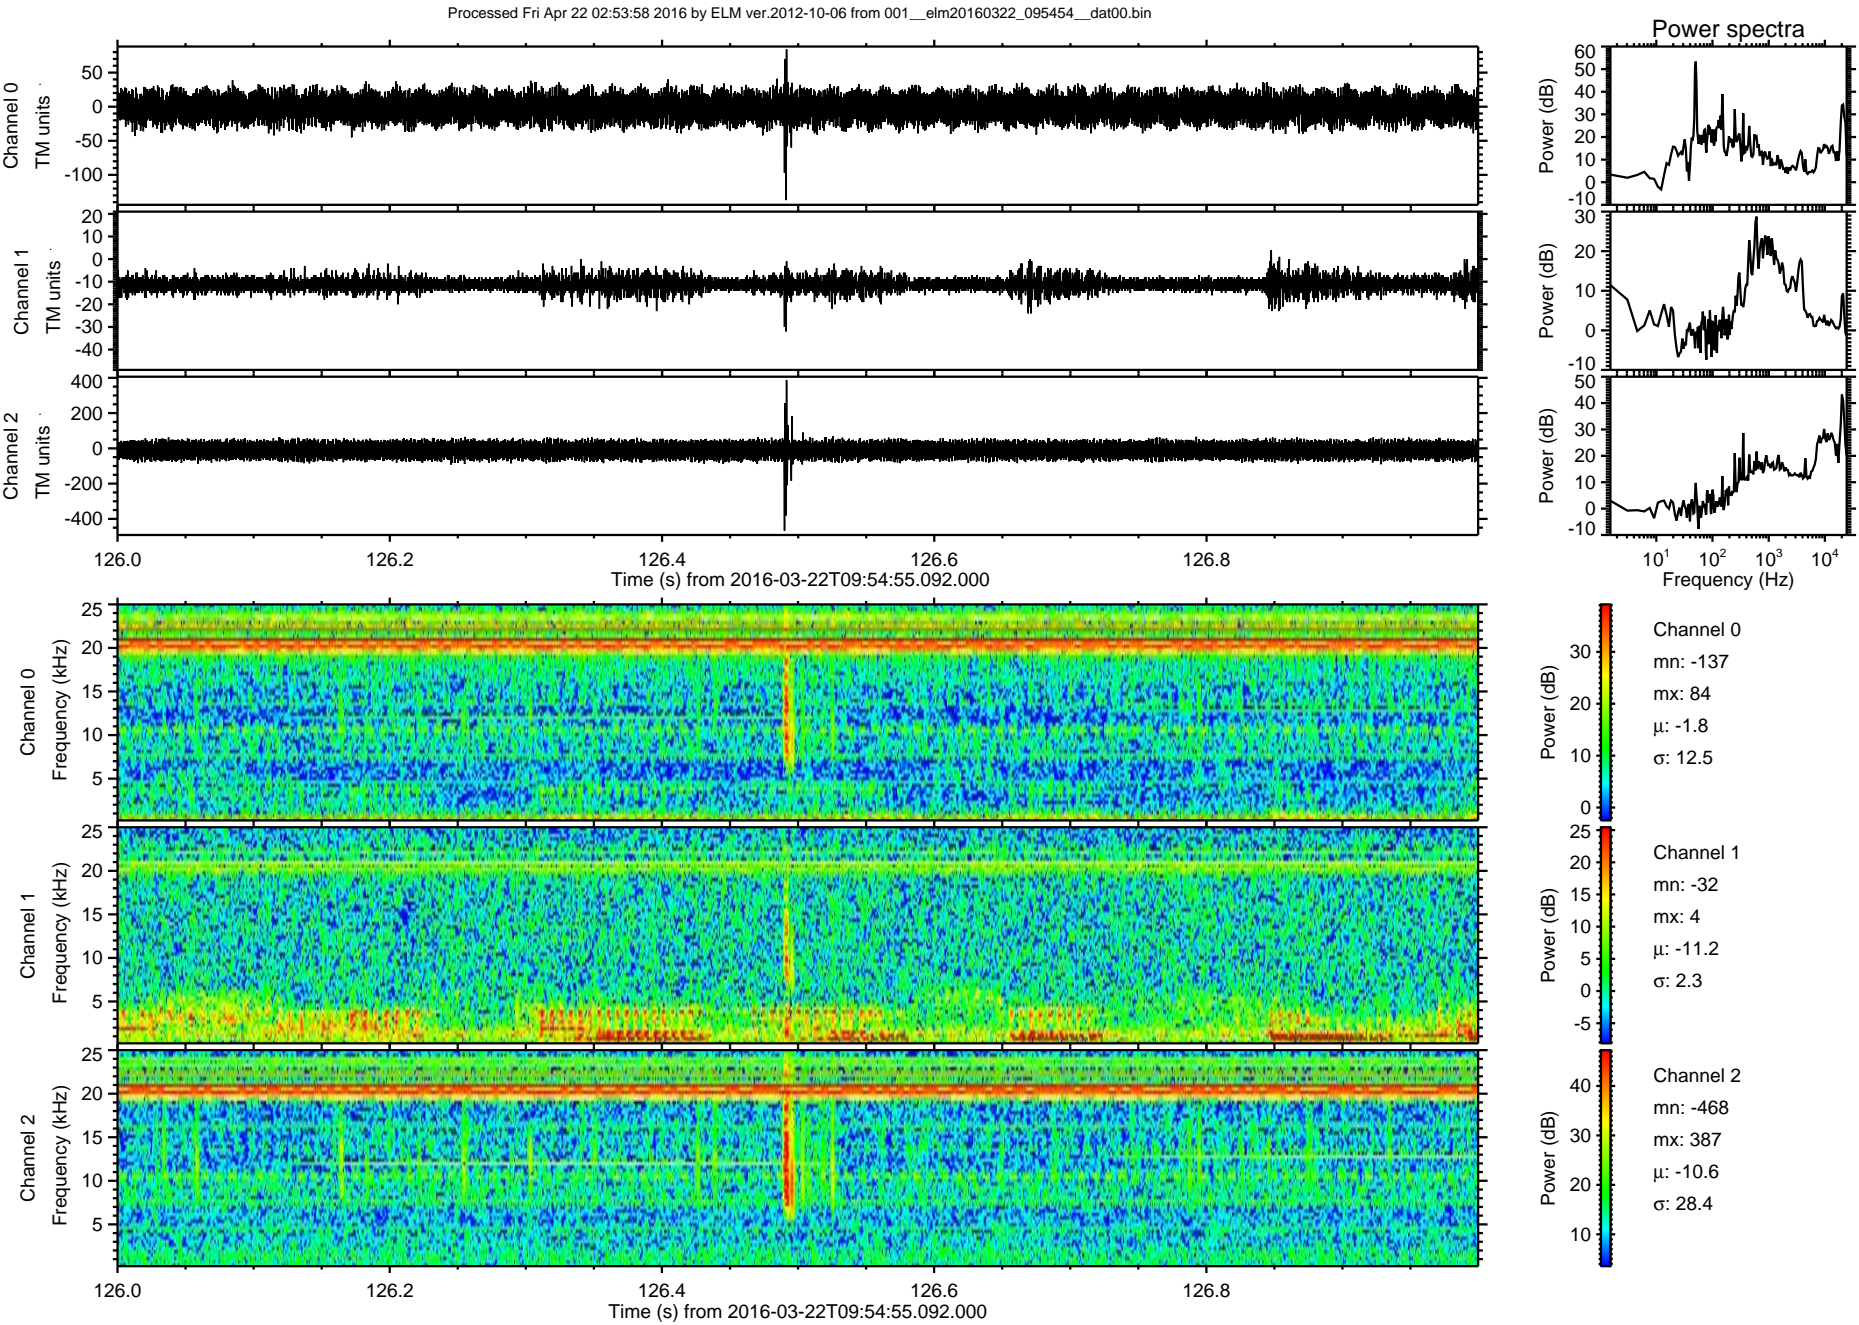 Processed Fri Apr 22 02:53:58 2016 by ELM ver.2012-10-06 from 001__elm20160322_095454__dat00.bin
Power spectra
Channel 0
TM units
50
0
-50
-100
Power (dB)
60
50
40
30
20
10
0
-10
Channel 1
TM units
20
10
0
-10
-20
-30
-40
Power (dB)
30
20
10
0
-10
Channel 2
TM units
400
200
0
-200
-400
Power (dB)
50
40
30
20
10
0
-10
126.0 126.2 126.4 126.6 126.8
Time (s) from 2016-03-22T09:54:55.092.000
10¹ 10² 10³ 10⁴
Frequency (Hz)
Channel 0
Frequency (kHz)
25
20
15
10
5
Power (dB)
30
20
10
0
Channel 0
mn: -137
mx: 84
μ: -1.8
σ: 12.5
Channel 1
Frequency (kHz)
25
20
15
10
5
Power (dB)
25
20
15
10
5
0
-5
Channel 1
mn: -32
mx: 4
μ: -11.2
σ: 2.3
Channel 2
Frequency (kHz)
25
20
15
10
5
Power (dB)
40
30
20
10
Channel 2
mn: -468
mx: 387
μ: -10.6
σ: 28.4
126.0 126.2 126.4 126.6 126.8
Time (s) from 2016-03-22T09:54:55.092.000